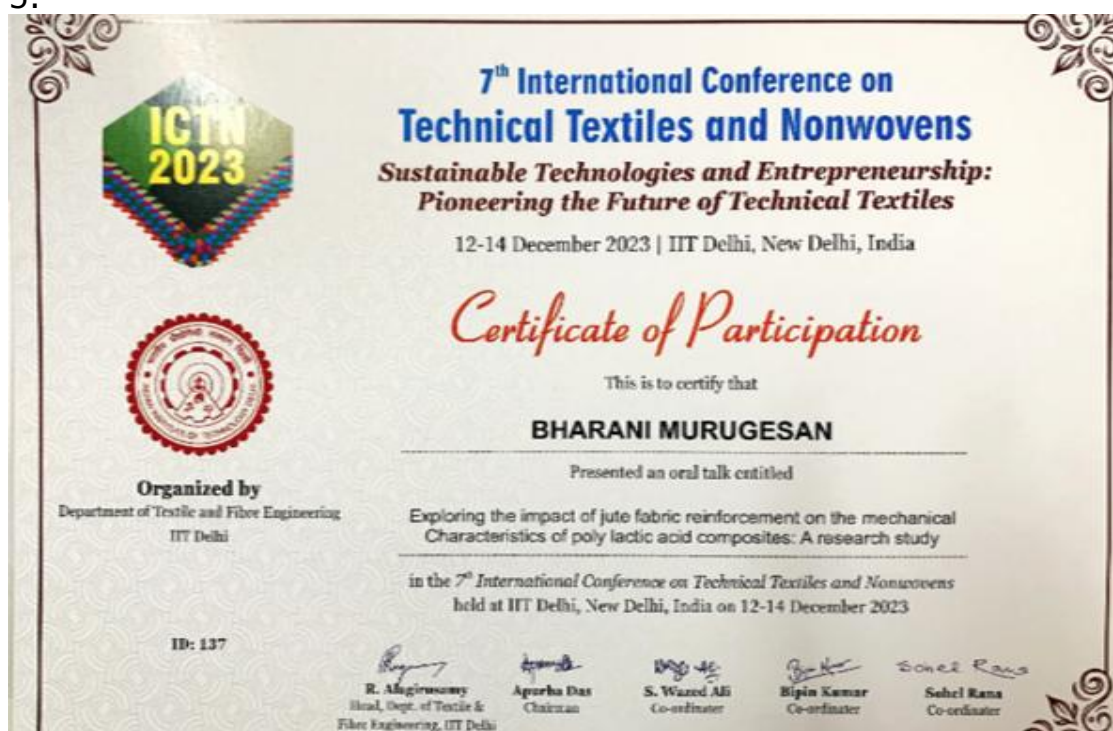 ICTN
2023
7th International Conference on
Technical Textiles and Nonwovens
Sustainable Technologies and Entrepreneurship:
Pioneering the Future of Technical Textiles
12-14 December 2023 | IIT Delhi, New Delhi, India
Certificate of Participation
This is to certify that
BHARANI MURUGESAN
Presented an oral talk entitled
Exploring the impact of jute fabric reinforcement on the mechanical
Characteristics of poly lactic acid composites: A research study
in the 7th International Conference on Technical Textiles and Nonwovens
held at IIT Delhi, New Delhi, India on 12-14 December 2023
Organized by
Department of Textile and Fibre Engineering
IIT Delhi
ID: 137
Sohel Rana
R. Alagirusamy
Head, Dept. of Textile &
Fibre Engineering, IIT Delhi
Apurba Das
Chairman
S. Wazed Ali
Co-ordinator
Bipin Kumar
Co-ordinator
Sohel Rana
Co-ordinator